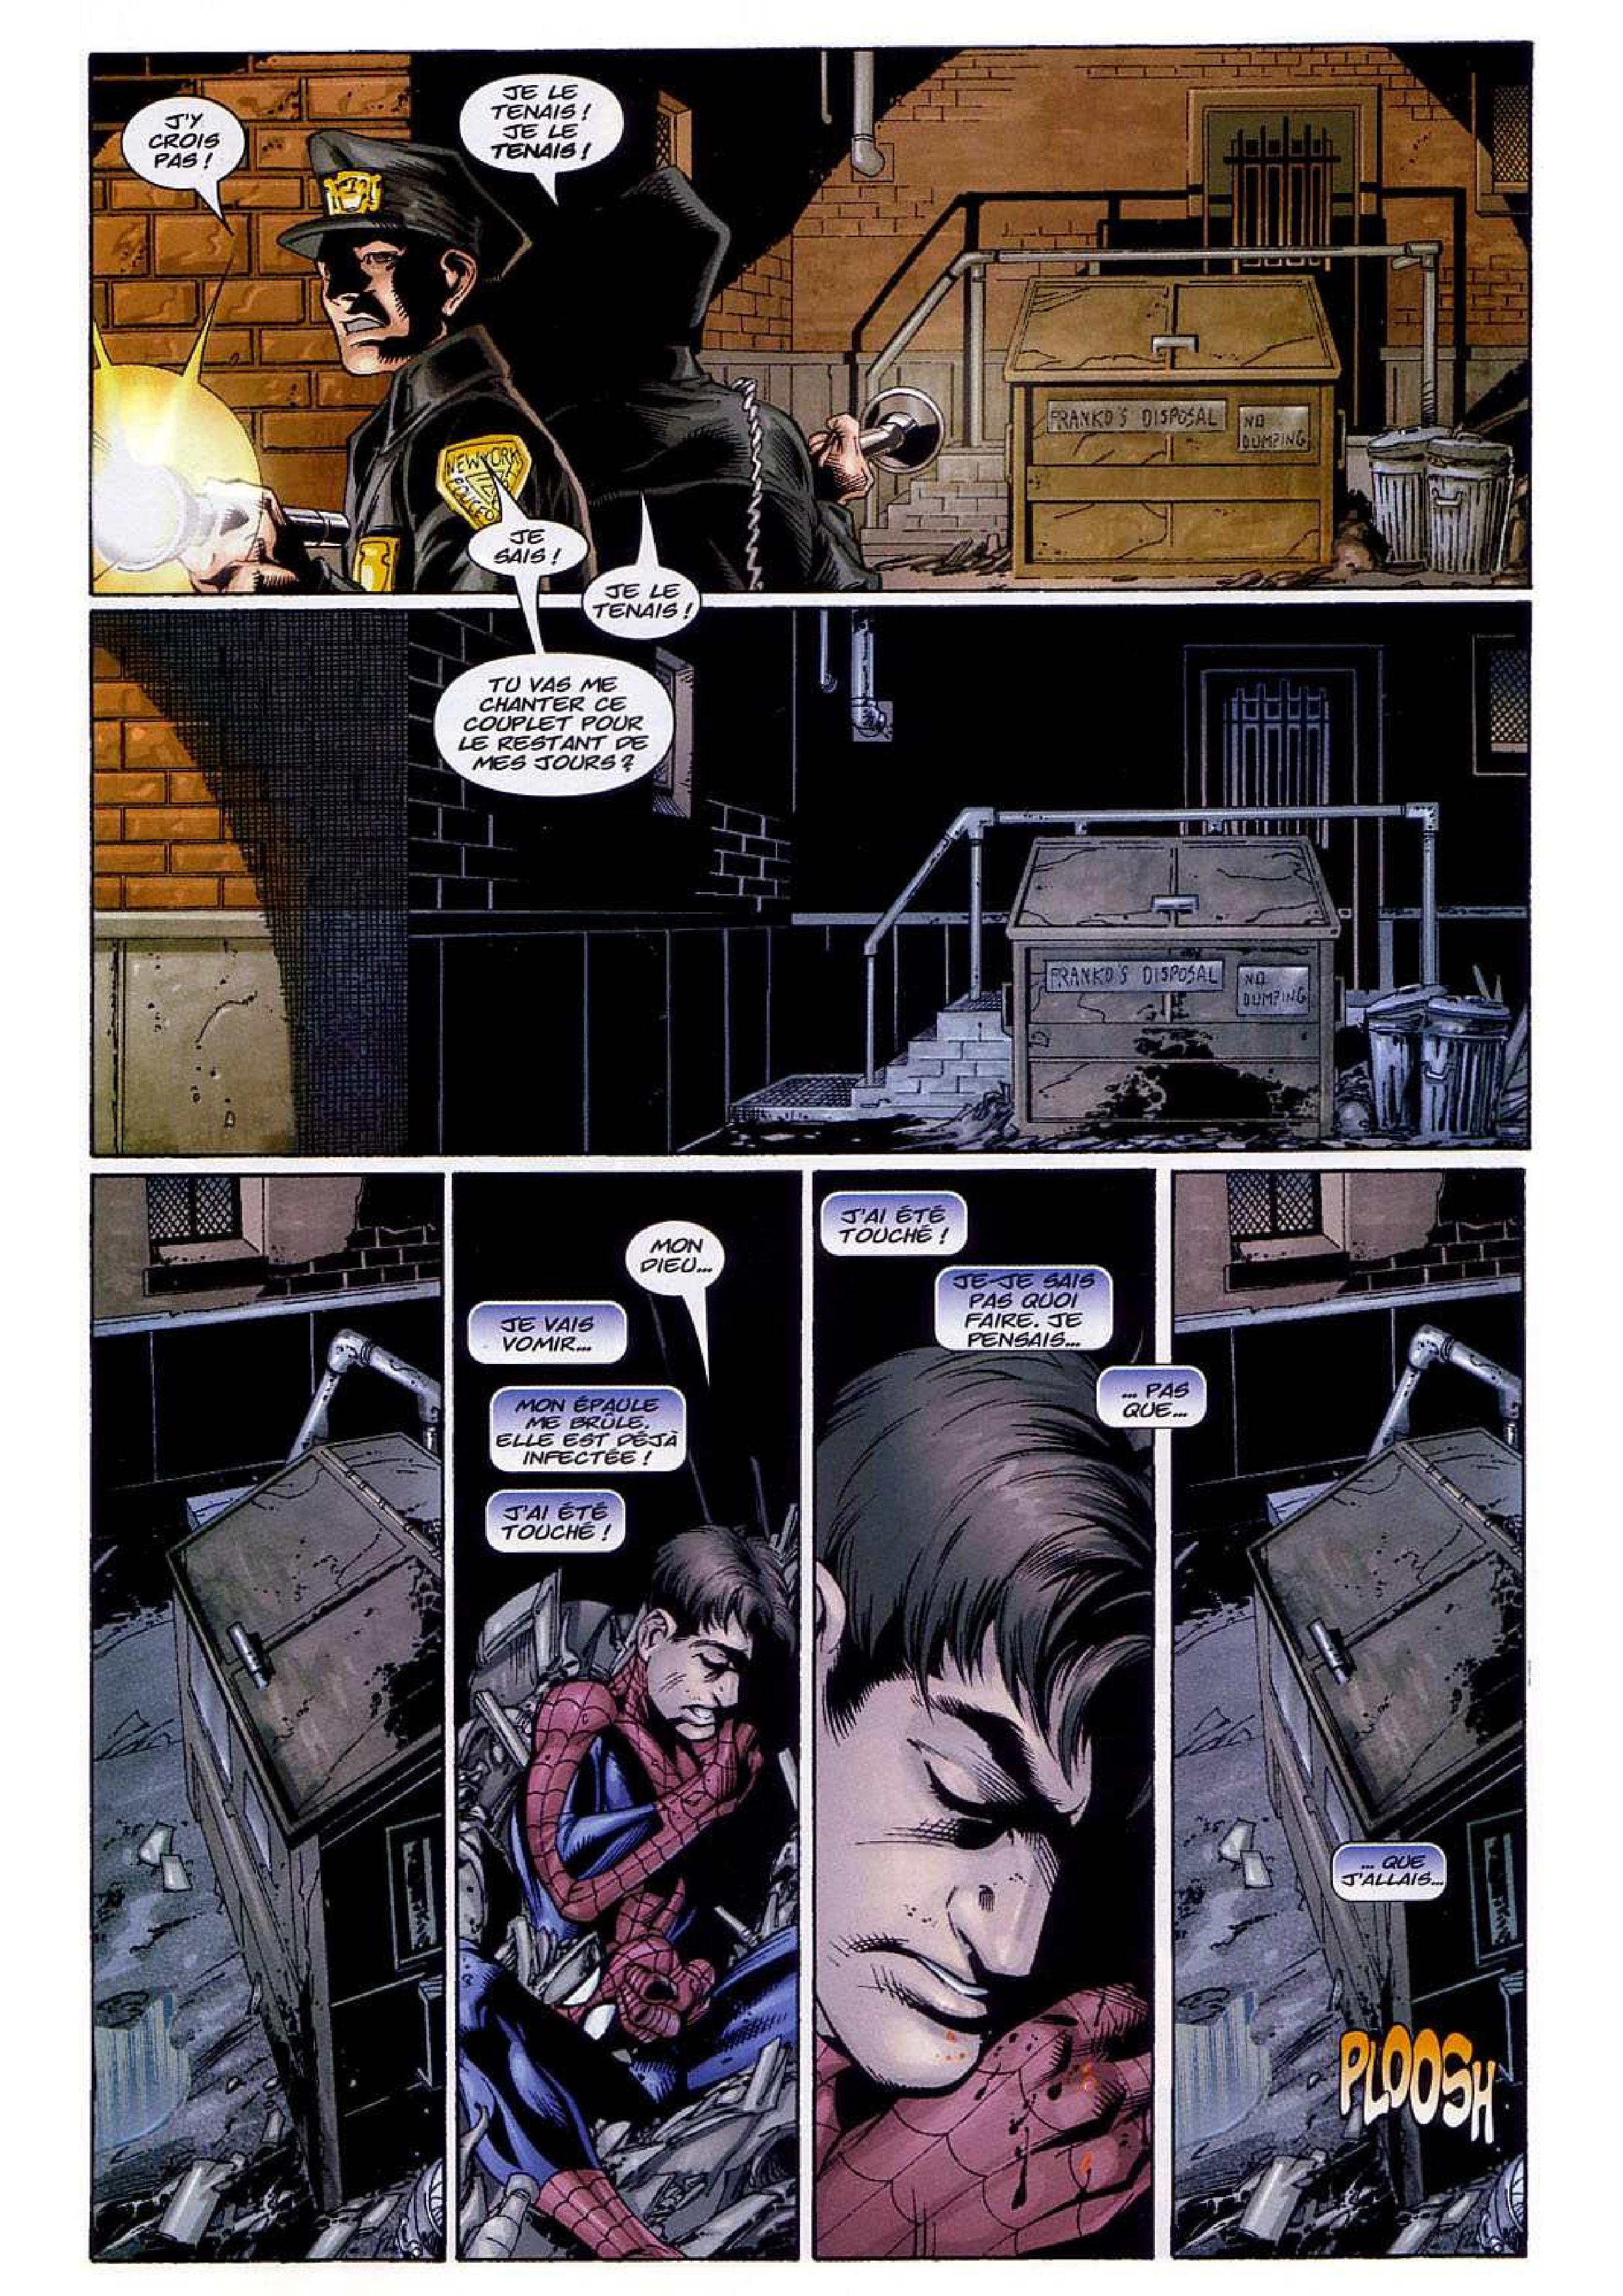 J'Y
CROIS
PAS !
JE LE
TENAIS !
JE LE
TENAIS !
FRANKO'S DISPOSAL
NO
DUMPING
NEW YORK
POLICE
JE
SAIS !
JE LE
TENAIS !
TU VAS ME
CHANTER CE
COUPLET POUR
LE RESTANT DE
MES JOURS ?
FRANKO'S DISPOSAL
NO
DUMPING
MON
DIEU...
JE VAIS
VOMIR...
MON ÉPAULE
ME BRÛLE.
ELLE EST DÉJÀ
INFECTÉE !
J'AI ÉTÉ
TOUCHÉ !
J'AI ÉTÉ
TOUCHÉ !
JE-JE SAIS
PAS QUOI
FAIRE. JE
PENSAIS...
... PAS
QUE...
... QUE
J'ALLAIS...
PLOOSH